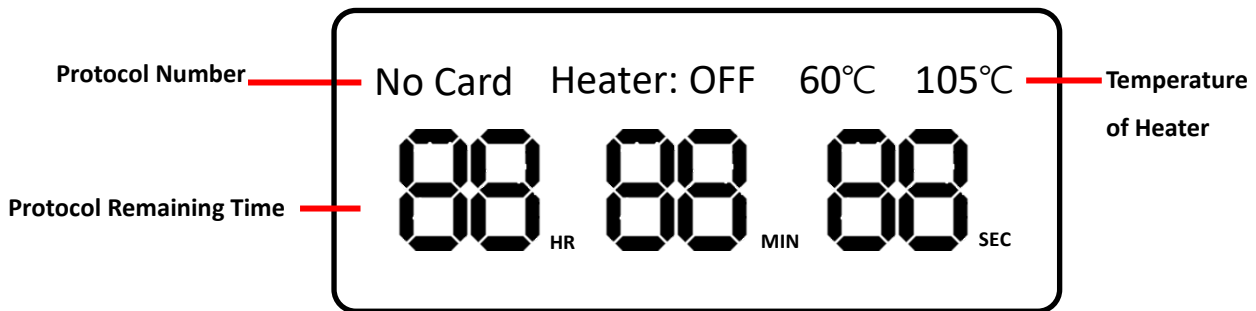 Protocol Number
No Card Heater: OFF 60℃ 105℃
Temperature
of Heater
Protocol Remaining Time
88 HR 88 MIN 88 SEC